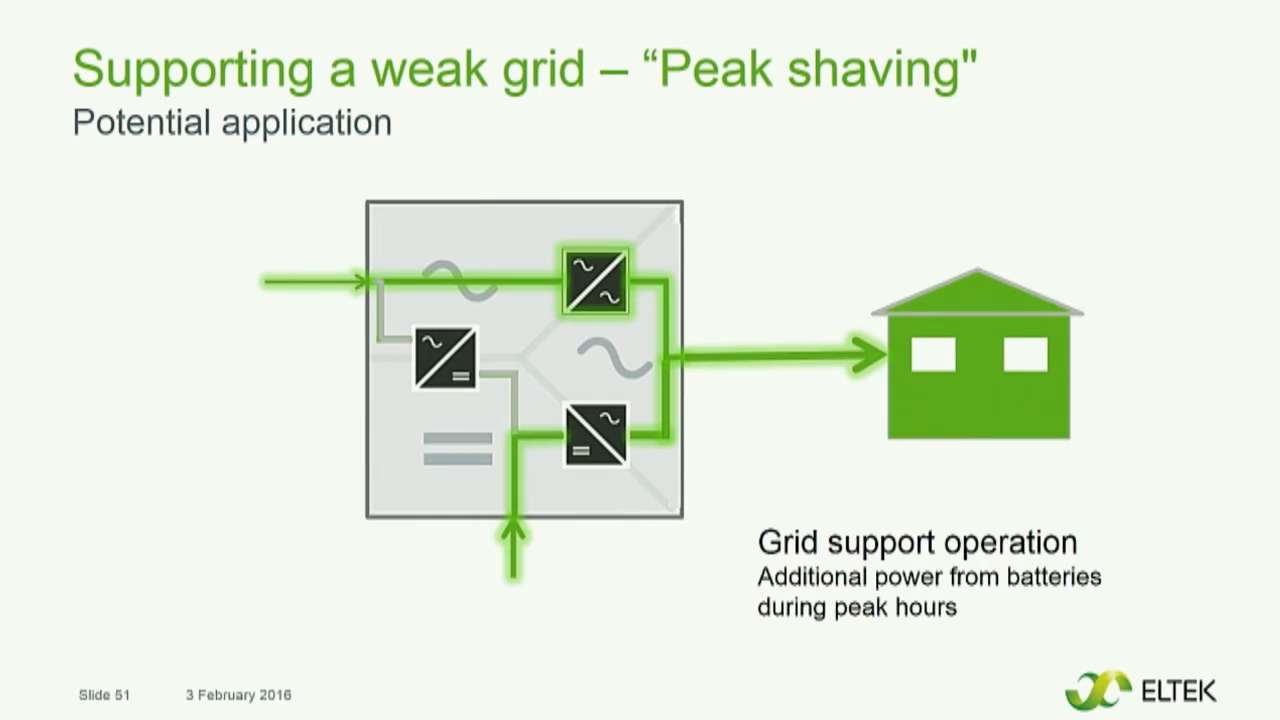 Supporting a weak grid – “Peak shaving"
Potential application
Grid support operation
Additional power from batteries
during peak hours
Slide 51
3 February 2016
ELTEK